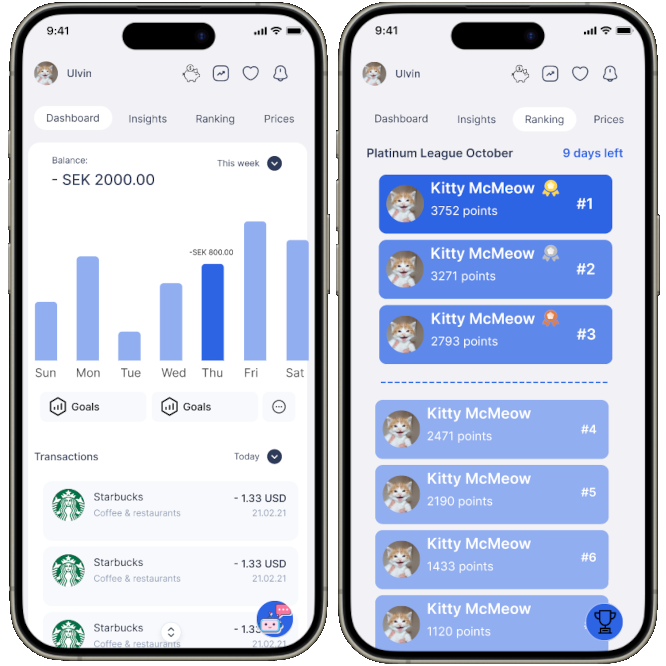 9:41
Ulvin
Dashboard Insights Ranking Prices
Balance:
This week
- SEK 2000.00
-SEK 800.00
Sun Mon Tue Wed Thu Fri Sat
Goals Goals
Transactions Today
Starbucks - 1.33 USD
Coffee & restaurants 21.02.21
Starbucks - 1.33 USD
Coffee & restaurants 21.02.21
Starbucks - 1.33
Coffee & restaurants
9:41
Ulvin
Dashboard Insights Ranking Prices
Platinum League October 9 days left
Kitty McMeow
3752 points
#1
Kitty McMeow
3271 points
#2
Kitty McMeow
2793 points
#3
Kitty McMeow
2471 points
#4
Kitty McMeow
2190 points
#5
Kitty McMeow
1433 points
#6
Kitty McMeow
1120 points